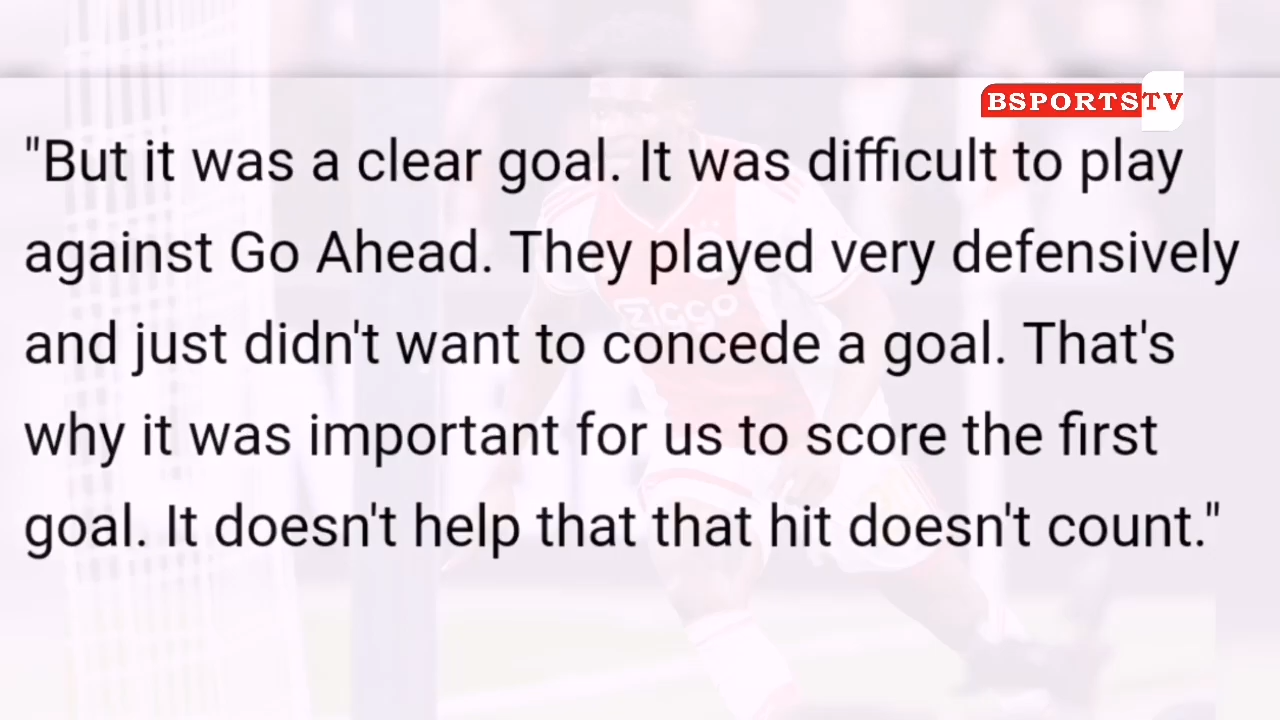 BSPORTSTV
"But it was a clear goal. It was difficult to play
against Go Ahead. They played very defensively
and just didn't want to concede a goal. That's
why it was important for us to score the first
goal. It doesn't help that that hit doesn't count."
ZIGGO